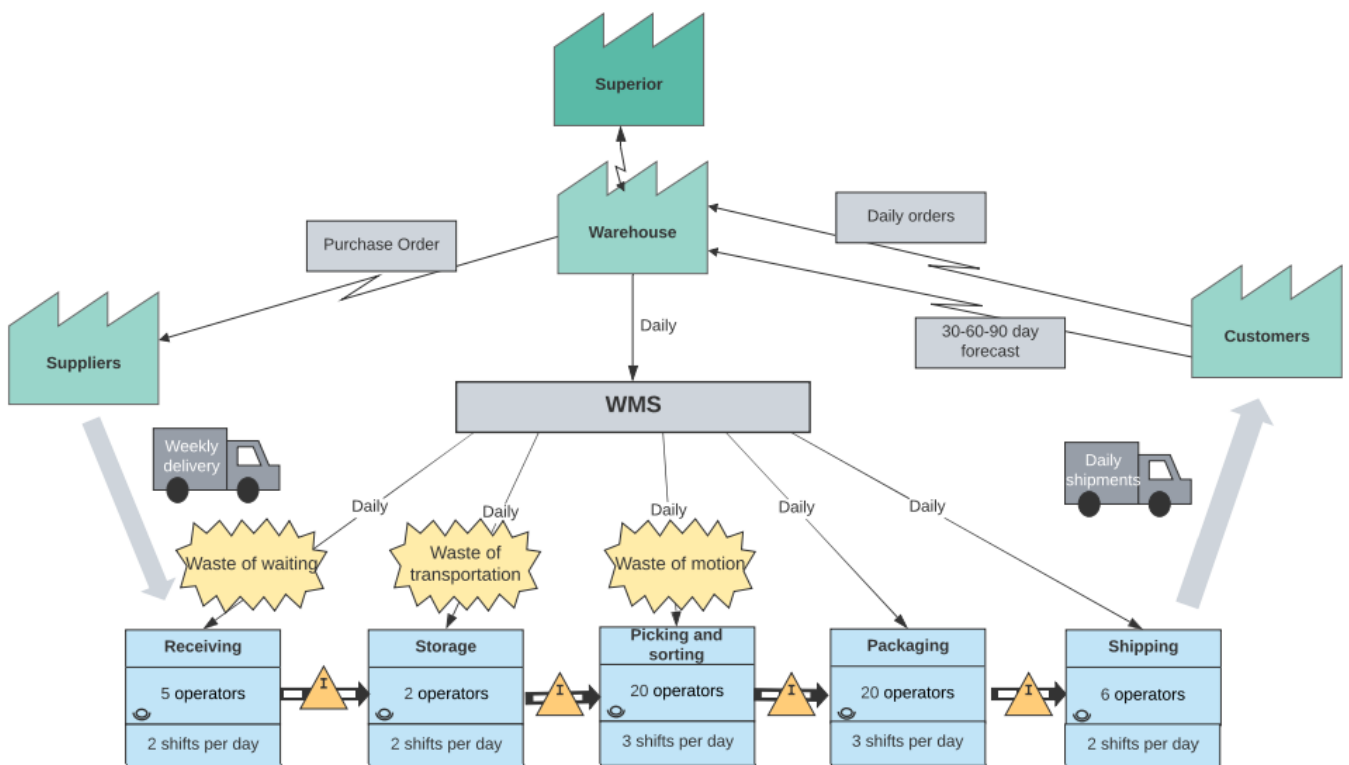 Superior
Warehouse
Daily orders
Purchase Order
Daily
30-60-90 day
forecast
Customers
Suppliers
WMS
Weekly
delivery
Daily
shipments
Daily
Daily
Daily
Daily
Daily
Waste of waiting
Waste of
transportation
Waste of motion
Receiving
Storage
Picking and
sorting
Packaging
Shipping
5 operators
I
2 operators
I
20 operators
I
20 operators
I
6 operators
2 shifts per day
2 shifts per day
3 shifts per day
3 shifts per day
2 shifts per day